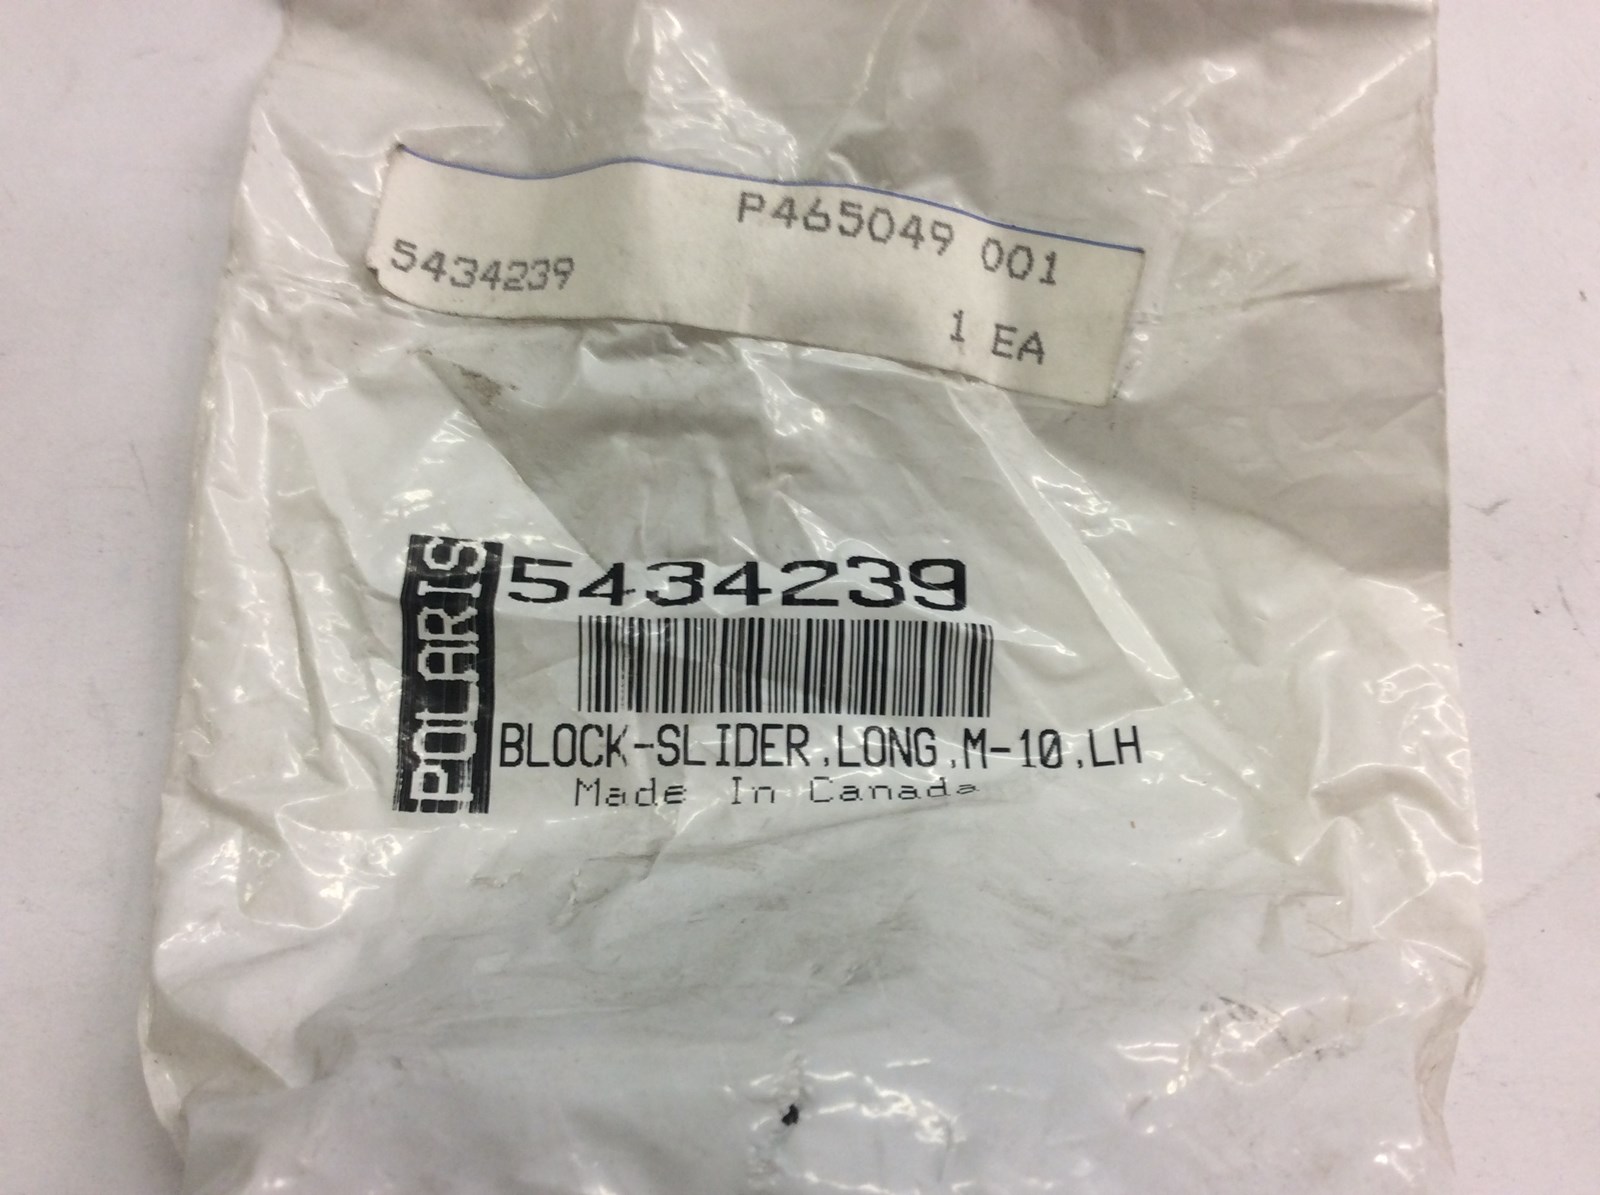 P465049 001
5434239
1 EA
POLARIS
5434239
BLOCK-SLIDER,LONG,M-10,LH
Made In Canada